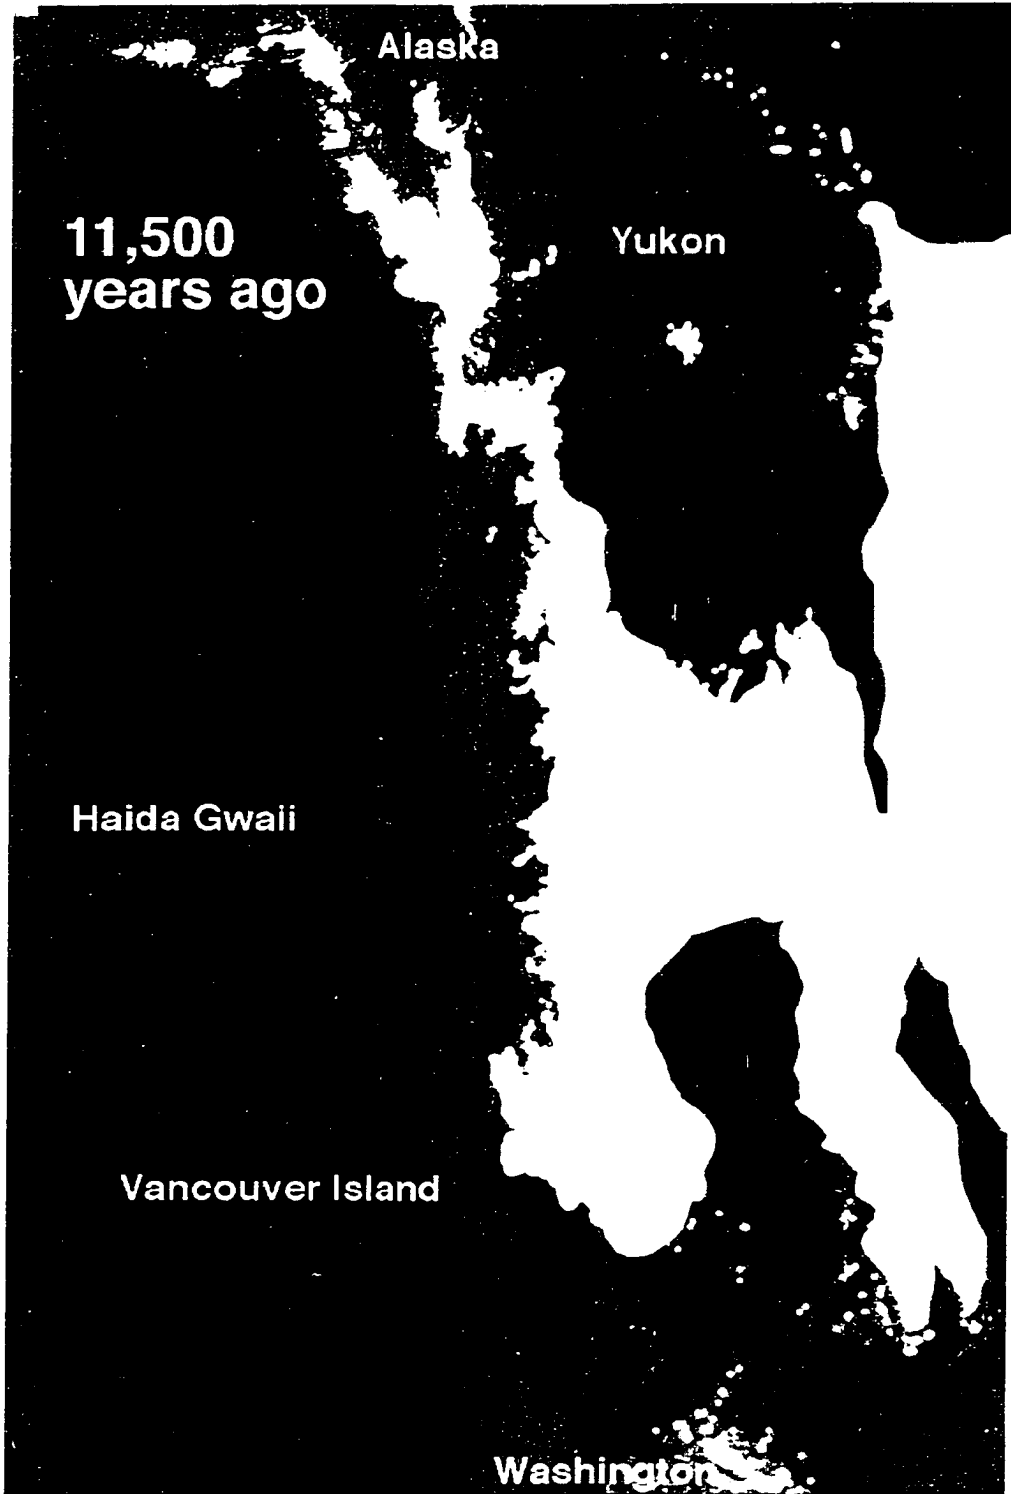 Alaska
11,500
years ago
Yukon
Haida Gwaii
Vancouver Island
Washington